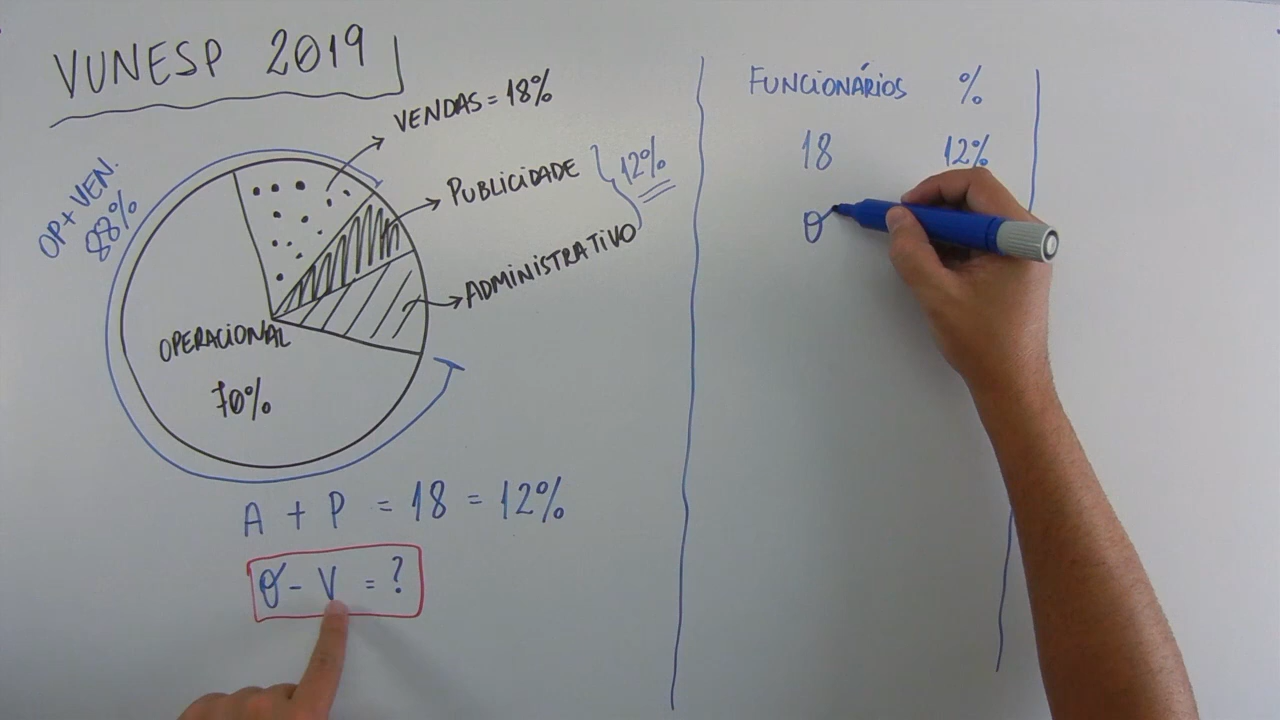 VUNESP 2019
VENDAS = 18%
PUBLICIDADE
12%
ADMINISTRATIVO
OP + VEN.
88%
OPERACIONAL
70%
A + P = 18 = 12%
O - V = ?
FUNCIONÁRIOS %
18 12%
O